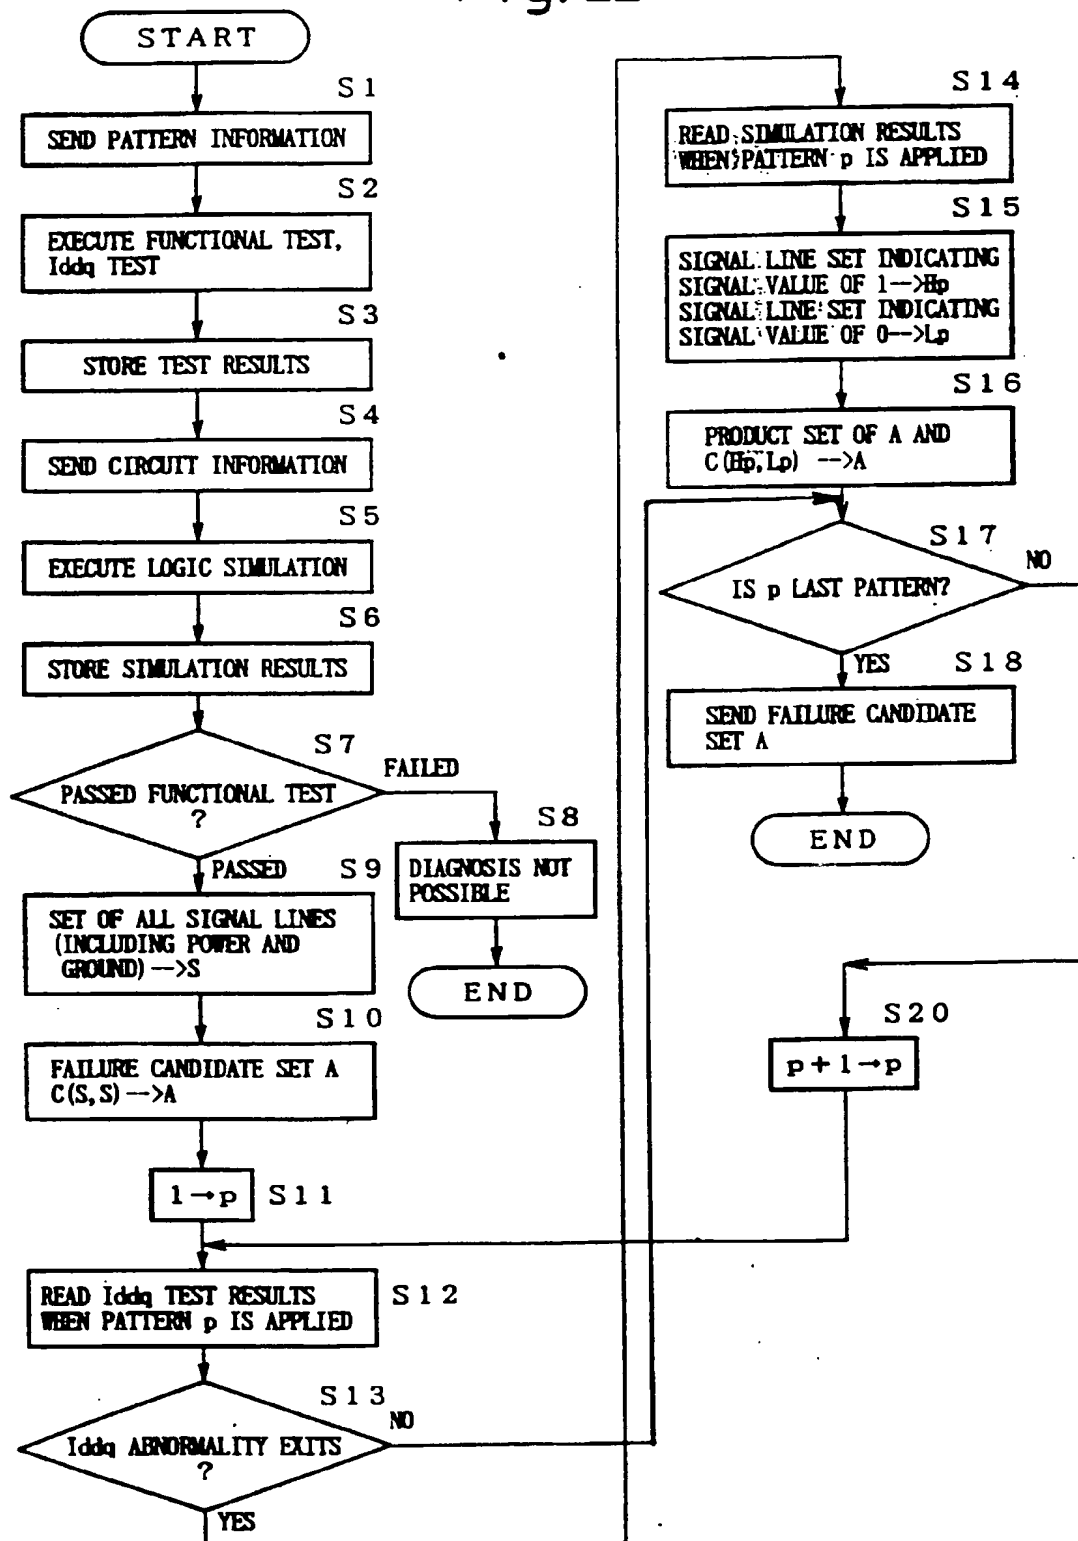 START
S1
SEND PATTERN INFORMATION
S2
EXECUTE FUNCTIONAL TEST,
Iddq TEST
S3
STORE TEST RESULTS
S4
SEND CIRCUIT INFORMATION
S5
EXECUTE LOGIC SIMULATION
S6
STORE SIMULATION RESULTS
S7
PASSED FUNCTIONAL TEST
?
FAILED
S8
DIAGNOSIS NOT
POSSIBLE
END
PASSED
S9
SET OF ALL SIGNAL LINES
(INCLUDING POWER AND
GROUND)-->S
S10
FAILURE CANDIDATE SET A
C(S,S)-->A
1→p
S11
READ Iddq TEST RESULTS
WHEN PATTERN p IS APPLIED
S12
S13
Iddq ABNORMALITY EXITS
?
NO
YES
S14
READ SIMULATION RESULTS
WHEN PATTERN p IS APPLIED
S15
SIGNAL LINE SET INDICATING
SIGNAL VALUE OF 1-->Hp
SIGNAL LINE SET INDICATING
SIGNAL VALUE OF 0-->Lp
S16
PRODUCT SET OF A AND
C(Hp,Lp) -->A
S17
IS p LAST PATTERN?
NO
YES
S18
SEND FAILURE CANDIDATE
SET A
END
S20
p+1→p